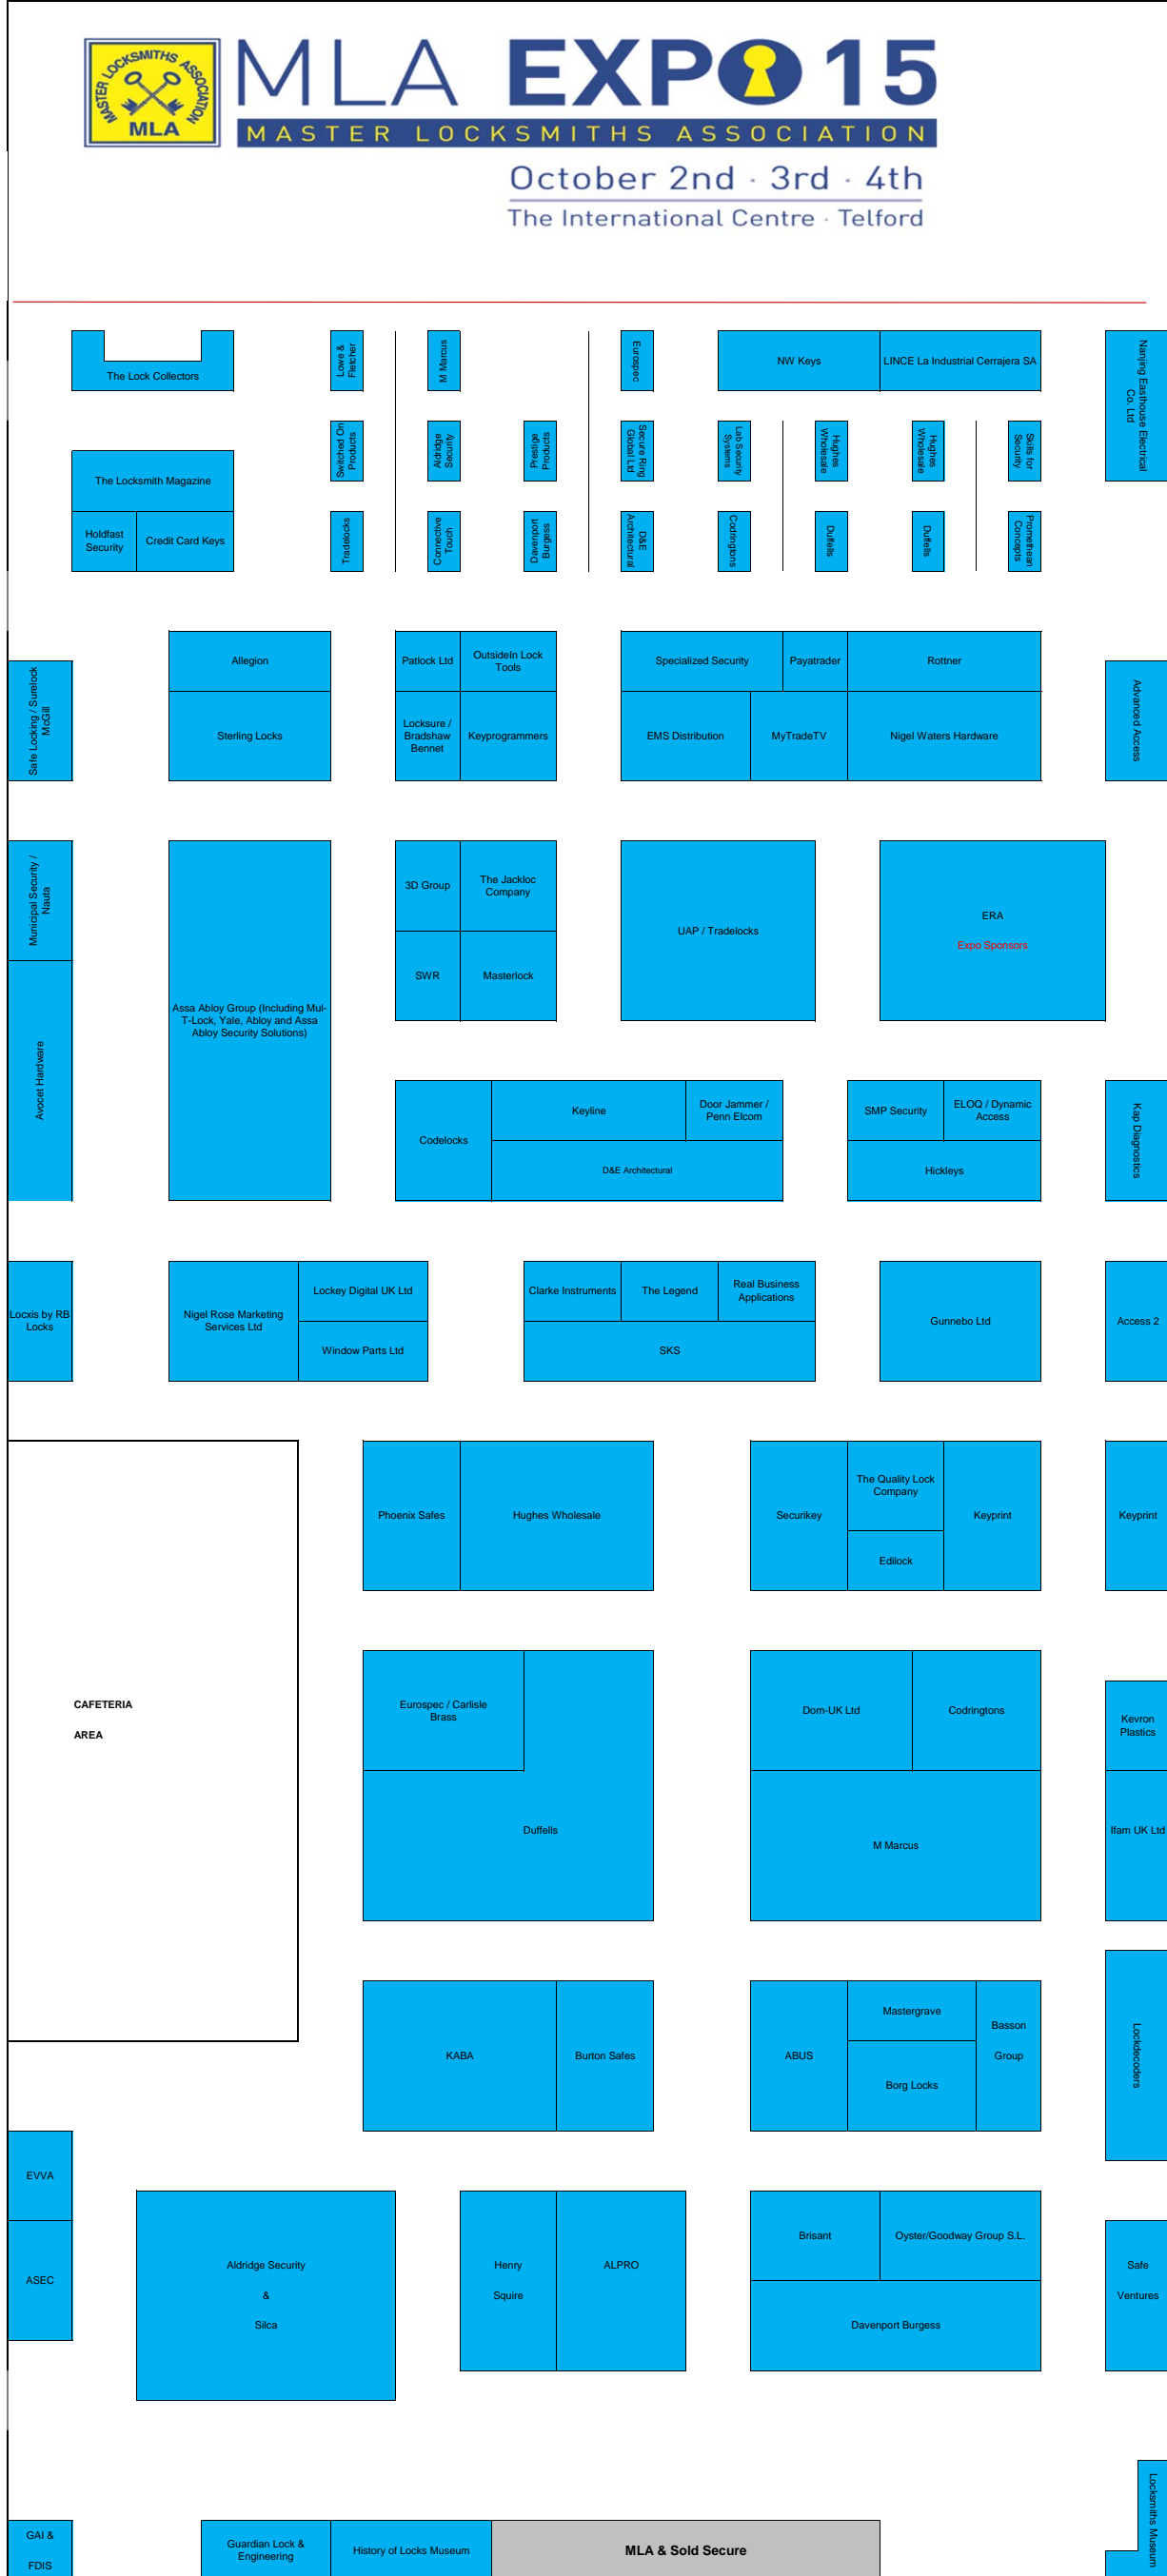 MASTER LOCKSMITHS ASSOCIATION
MLA
MLA EXPO 15
MASTER LOCKSMITHS ASSOCIATION
October 2nd · 3rd · 4th
The International Centre · Telford
The Lock Collectors
Lowe &
Fletcher
M Marcus
Eurospec
NW Keys
LINCE La Industrial Cerrajera SA
Nanjing Easthouse Electrical
Co. Ltd
Switched On
Products
Aldridge
Security
Prestige
Products
Secure Ring
Global Ltd
Lab Security
Systems
Hughes
Wholesale
Hughes
Wholesale
Skills for
Security
The Locksmith Magazine
Holdfast
Security
Credit Card Keys
Tradelocks
Connective
Touch
Davenport
Burgess
D&E
Architectural
Codringtons
Duffells
Duffells
Promethean
Concepts
Safe Locking / Surelock
McGill
Allegion
Patlock Ltd
OutsideIn Lock
Tools
Specialized Security
Payatrader
Rottner
Advanced Access
Sterling Locks
Locksure /
Bradshaw
Bennet
Keyprogrammers
EMS Distribution
MyTradeTV
Nigel Waters Hardware
Municipal Security /
Nauta
Avocet Hardware
Assa Abloy Group (Including Mul-
T-Lock, Yale, Abloy and Assa
Abloy Security Solutions)
3D Group
The Jackloc
Company
SWR
Masterlock
UAP / Tradelocks
ERA
Expo Sponsors
Codelocks
Keyline
Door Jammer /
Penn Elcom
D&E Architectural
SMP Security
ELOQ / Dynamic
Access
Hickleys
Kap Diagnostics
Locxis by RB
Locks
Nigel Rose Marketing
Services Ltd
Lockey Digital UK Ltd
Window Parts Ltd
Clarke Instruments
The Legend
Real Business
Applications
SKS
Gunnebo Ltd
Access 2
Phoenix Safes
Hughes Wholesale
Securikey
The Quality Lock
Company
Edilock
Keyprint
Keyprint
CAFETERIA
AREA
Eurospec / Carlisle
Brass
Duffells
Dom-UK Ltd
Codringtons
M Marcus
Kevron
Plastics
Ifam UK Ltd
KABA
Burton Safes
ABUS
Mastergrave
Borg Locks
Basson
Group
Lockdecoders
EVVA
ASEC
Aldridge Security
&
Silca
Henry
Squire
ALPRO
Brisant
Oyster/Goodway Group S.L.
Davenport Burgess
Safe
Ventures
Locksmiths Museum
GAI &
FDIS
Guardian Lock &
Engineering
History of Locks Museum
MLA & Sold Secure